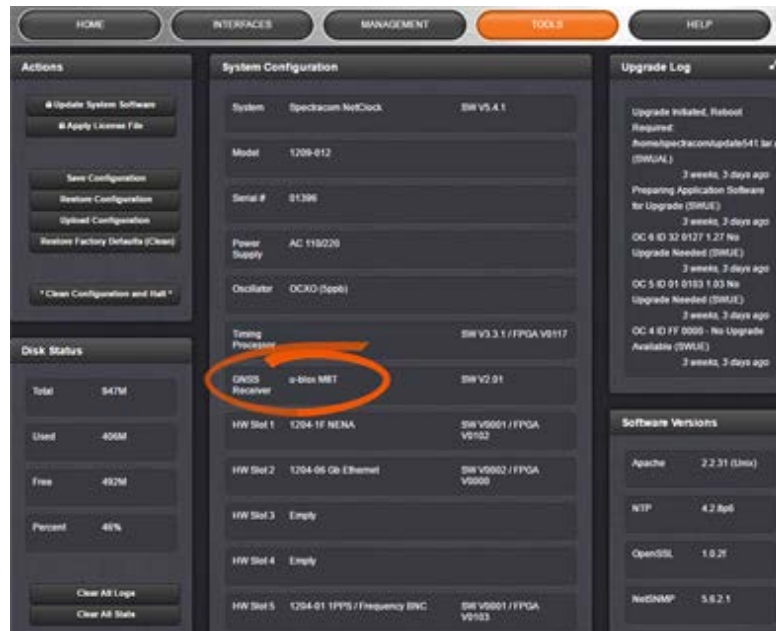 HOME
INTERFACES
MANAGEMENT
TOOLS
HELP
Actions
Update System Software
Apply License File
Save Configuration
Restore Configuration
Upload Configuration
Restore Factory Defaults (Clean)
* Clean Configuration and Halt *
Disk Status
Total 847M
Used 406M
Free 492M
Percent 46%
Clear All Logs
Clear All Stats
System Configuration
System Spectracom NetClock SW V5.4.1
Model 1209-012
Serial # 01396
Power Supply AC 110/220
Oscillator OCXO (5ppb)
Timing
Processor SW V3.3.1 / FPGA V0117
GNSS
Receiver u-blox M8T SW V2.01
HW Slot 1 1204-1F NENA SW V0001 / FPGA
V0102
HW Slot 2 1204-06 Gb Ethernet SW V0002 / FPGA
V0000
HW Slot 3 Empty
HW Slot 4 Empty
HW Slot 5 1204-01 1PPS / Frequency BNC SW V0001 / FPGA
V0103
Upgrade Log
Upgrade Initiated, Reboot
Required:
/home/spectracom/update541.tar.
(SWUAL)
3 weeks, 3 days ago
Preparing Application Software
for Upgrade (SWUE)
3 weeks, 3 days ago
OC 6 ID 32 0127 1.27 No
Upgrade Needed (SWUE)
3 weeks, 3 days ago
OC 5 ID 01 0103 1.03 No
Upgrade Needed (SWUE)
3 weeks, 3 days ago
OC 4 ID FF 0000 - No Upgrade
Available (SWUE)
3 weeks, 3 days ago
Software Versions
Apache 2.2.31 (Unix)
NTP 4.2.8p6
OpenSSL 1.0.2f
NetSNMP 5.6.2.1